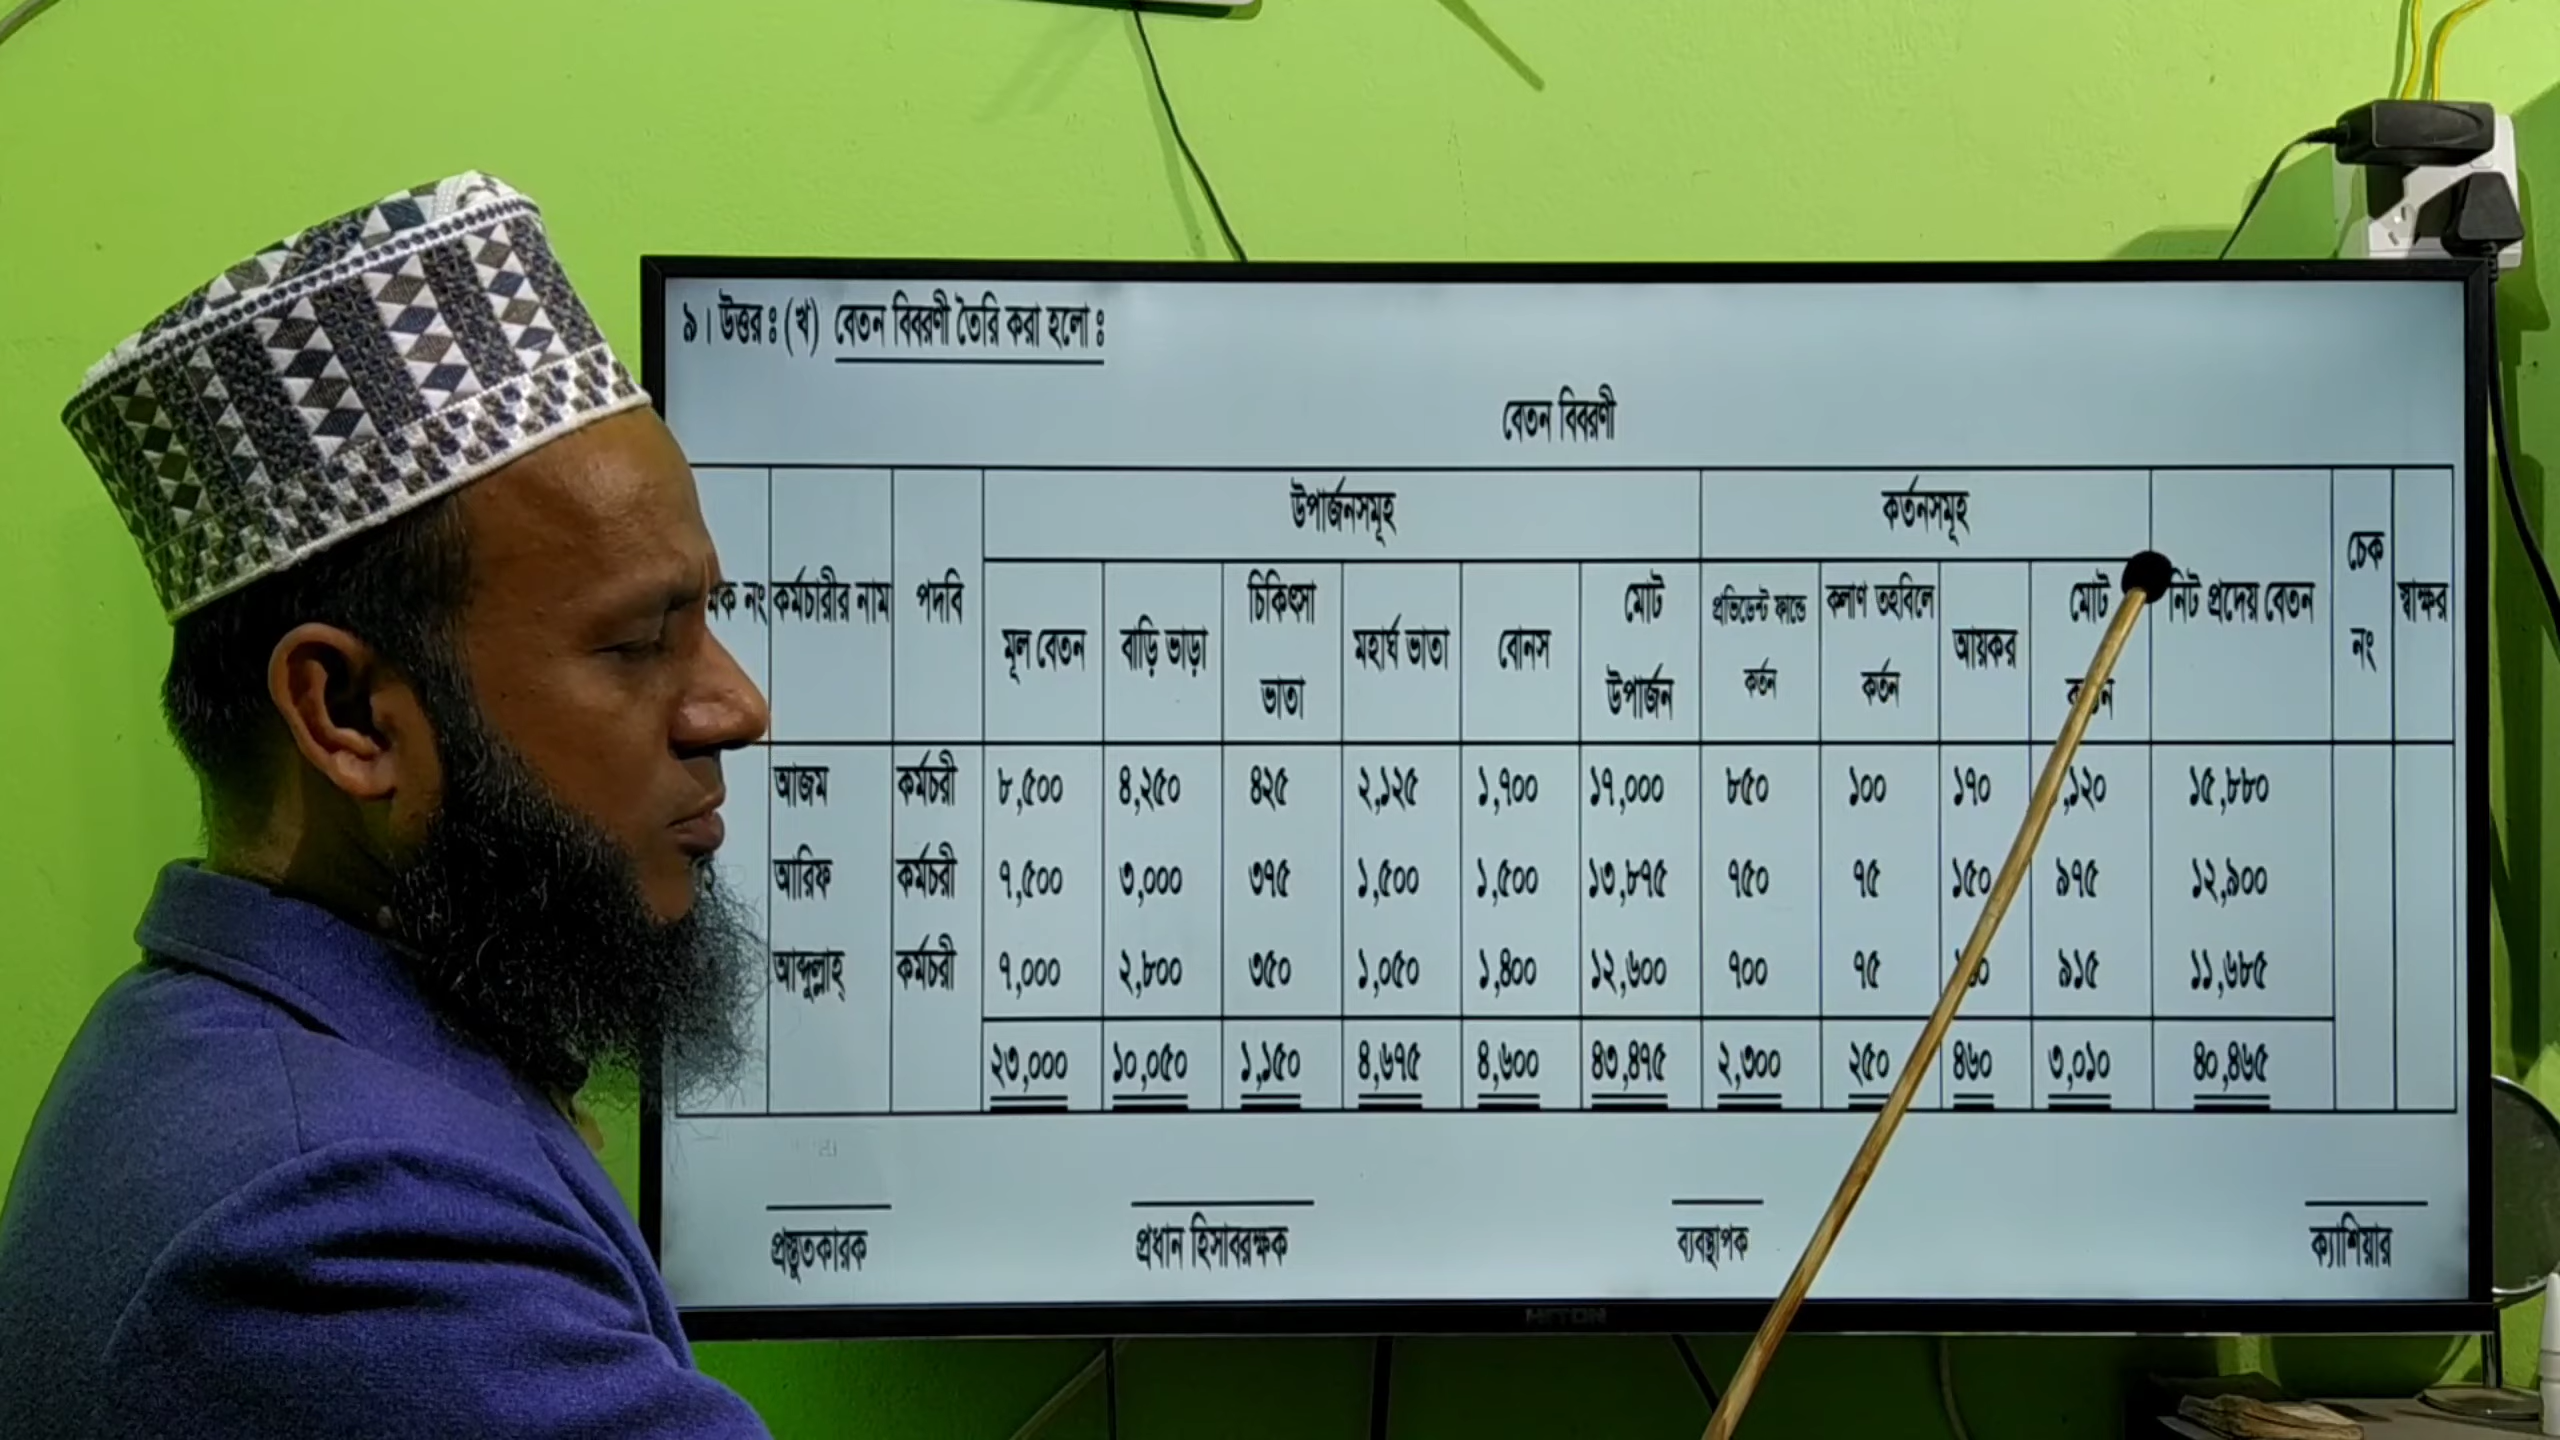 ৯। উত্তর ঃ (খ) বেতন বিবরণী তৈরি করা হলো ঃ
বেতন বিবরণী
নং কর্মচারীর নাম পদবি উপার্জনসমূহ কর্তনসমূহ নিট প্রদেয় বেতন চেক নং স্বাক্ষর
মূল বেতন বাড়ি ভাড়া চিকিৎসা ভাতা মহার্ঘ ভাতা বোনস মোট উপার্জন প্রভিডেন্ট ফান্ডে কর্তন কলাণ তহবিলে কর্তন আয়কর মোট
আজম কর্মচরী ৮,৫০০ ৪,২৫০ ৪২৫ ২,১২৫ ১,৭০০ ১৭,০০০ ৮৫০ ১০০ ১৭০ ১৫,৮৮০
আরিফ কর্মচরী ৭,৫০০ ৩,০০০ ৩৭৫ ১,৫০০ ১,৫০০ ১৩,৮৭৫ ৭৫০ ৭৫ ১৫০ ৯৭৫ ১২,৯০০
আব্দুল্লাহ্ কর্মচরী ৭,০০০ ২,৮০০ ৩৫০ ১,০৫০ ১,৪০০ ১২,৬০০ ৭০০ ৭৫ ৯১৫ ১১,৬৮৫
২৩,০০০ ১০,০৫০ ১,১৫০ ৪,৬৭৫ ৪,৬০০ ৪৩,৪৭৫ ২,৩০০ ২৫০ ৪৬০ ৩,০১০ ৪০,৪৬৫
প্রস্তুতকারক প্রধান হিসাবরক্ষক ব্যবস্থাপক ক্যাশিয়ার